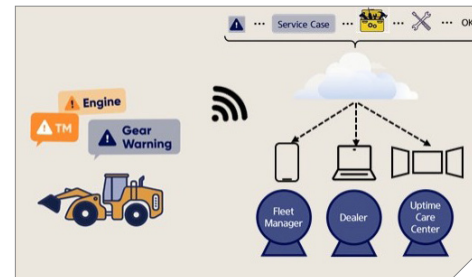 ... Service Case ... ... ... OK
Engine
TM
Gear
Warning
Fleet
Manager
Dealer
Uptime
Care
Center